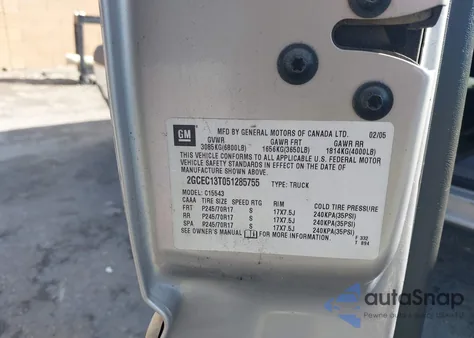 GM
MFD BY GENERAL MOTORS OF CANADA LTD. 02/05
GVWR GAWR FRT GAWR RR
3085KG(6800LB) 1656KG(3650LB) 1814KG(4000LB)
THIS VEHICLE CONFORMS TO ALL APPLICABLE U.S. FEDERAL MOTOR
VEHICLE SAFETY STANDARDS IN EFFECT ON THE DATE OF
MANUFACTURE SHOWN ABOVE.
2GCEC13T051285755 TYPE: TRUCK
MODEL: C15543
CAAA TIRE SIZE SPEED RTG RIM COLD TIRE PRESSURE
FRT P245/70R17 S 17X7.5J 240KPA(35PSI)
RR P245/70R17 S 17X7.5J 240KPA(35PSI)
SPA P245/70R17 S 17X7.5J 240KPA(35PSI)
SEE OWNER'S MANUAL FOR MORE INFORMATION.
autoSnap
Pewne auto z